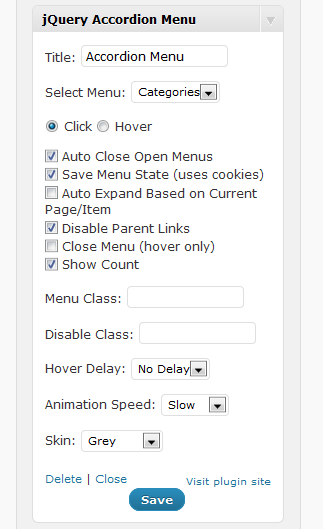 jQuery Accordion Menu
Title: Accordion Menu
Select Menu: Categories
Click Hover
Auto Close Open Menus
Save Menu State (uses cookies)
Auto Expand Based on Current
Page/Item
Disable Parent Links
Close Menu (hover only)
Show Count
Menu Class:
Disable Class:
Hover Delay: No Delay
Animation Speed: Slow
Skin: Grey
Delete | Close
Visit plugin site
Save